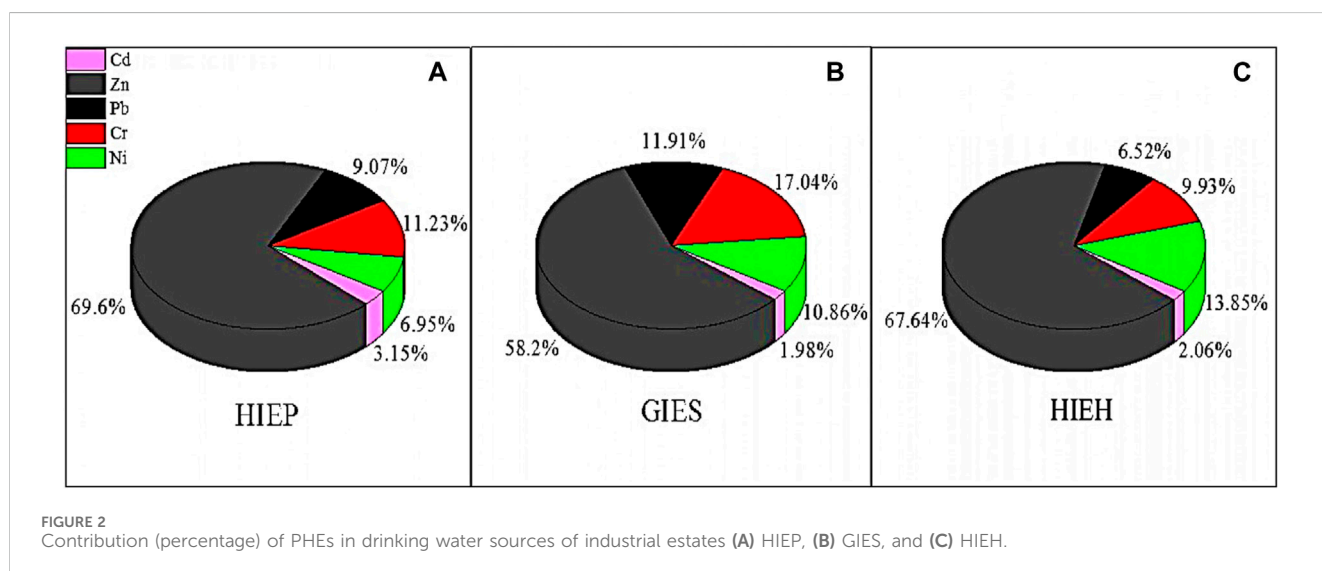 Cd
Zn
Pb
Cr
Ni
A
9.07%
11.23%
6.95%
3.15%
69.6%
HIEP
B
11.91%
17.04%
10.86%
1.98%
58.2%
GIES
C
6.52%
9.93%
13.85%
2.06%
67.64%
HIEH
FIGURE 2
Contribution (percentage) of PHEs in drinking water sources of industrial estates (A) HIEP, (B) GIES, and (C) HIEH.